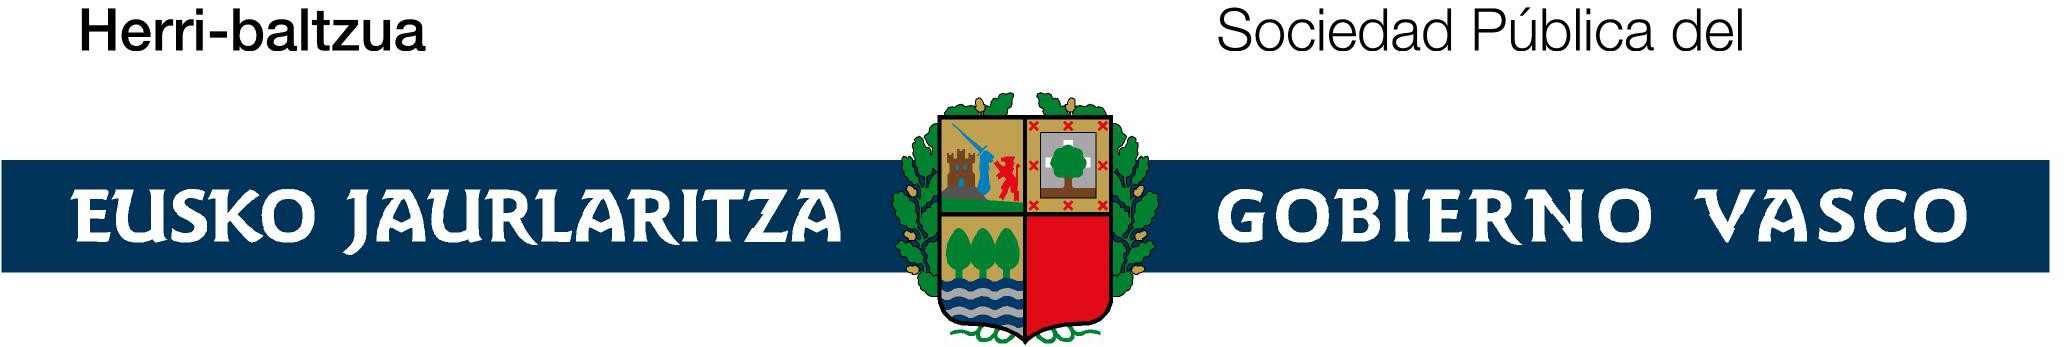 Herri-baltzua
Sociedad Pública del
EUSKO JAURLARITZA
GOBIERNO VASCO